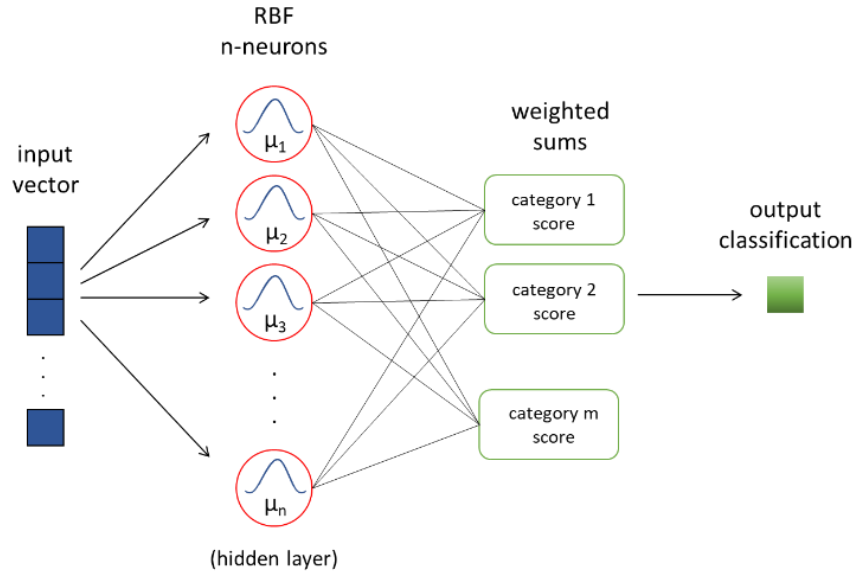 RBF
n-neurons
input
vector
μ1
μ2
μ3
μn
(hidden layer)
weighted
sums
category 1
score
category 2
score
category m
score
output
classification